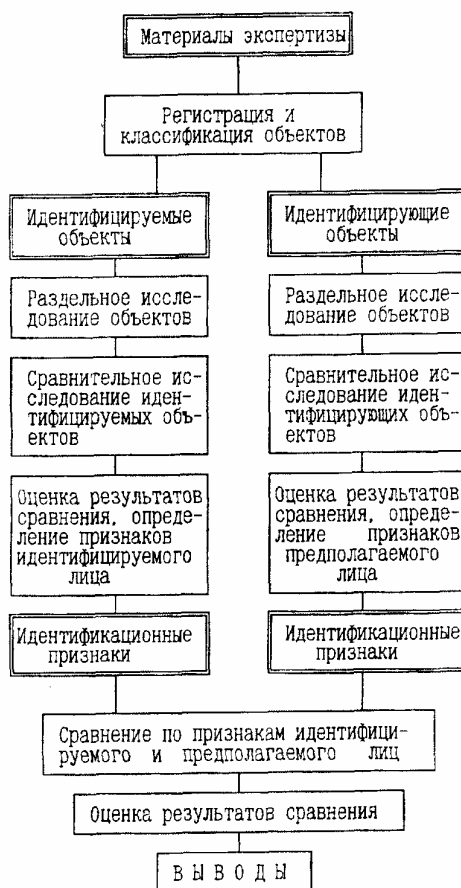 Материалы экспертизы
Регистрация и
классификация объектов
Идентифицируемые
объекты
Раздельное иссле-
дование объектов
Сравнительное ис-
следование иден-
тифицируемых объ-
ектов
Оценка результатов
сравнения, опреде-
ление признаков
идентифицируемого
лица
Идентификационные
признаки
Идентифицирующие
объекты
Раздельное иссле-
дование объектов
Сравнительное ис-
следование иден-
тифицирующих объ-
ектов
Оценка результатов
сравнения, опреде-
ление признаков
предполагаемого
лица
Идентификационные
признаки
Сравнение по признакам идентифици-
руемого и предполагаемого лиц
Оценка результатов сравнения
В Ы В О Д Ы